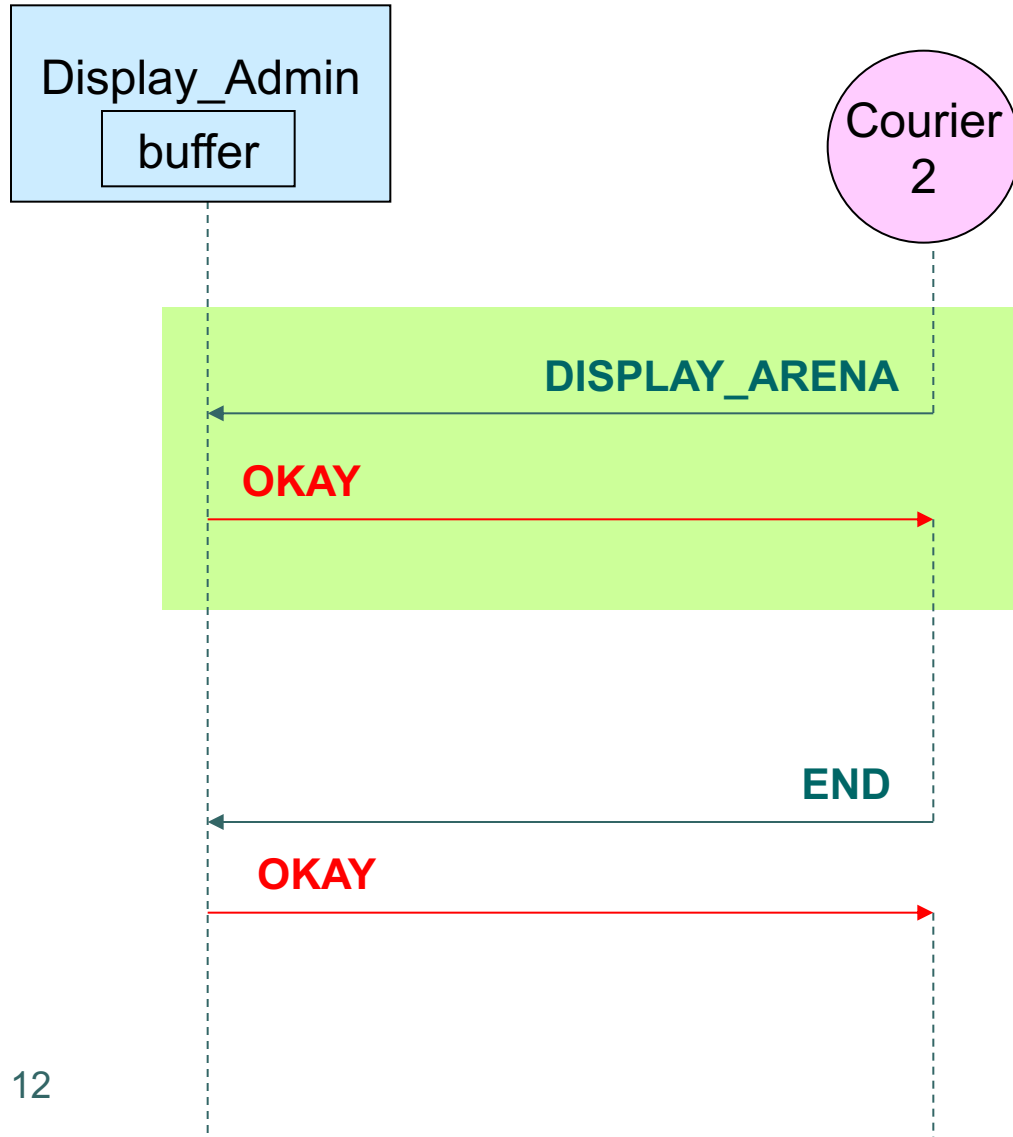 Display_Admin
buffer
Courier
2
DISPLAY_ARENA
OKAY
END
OKAY
12